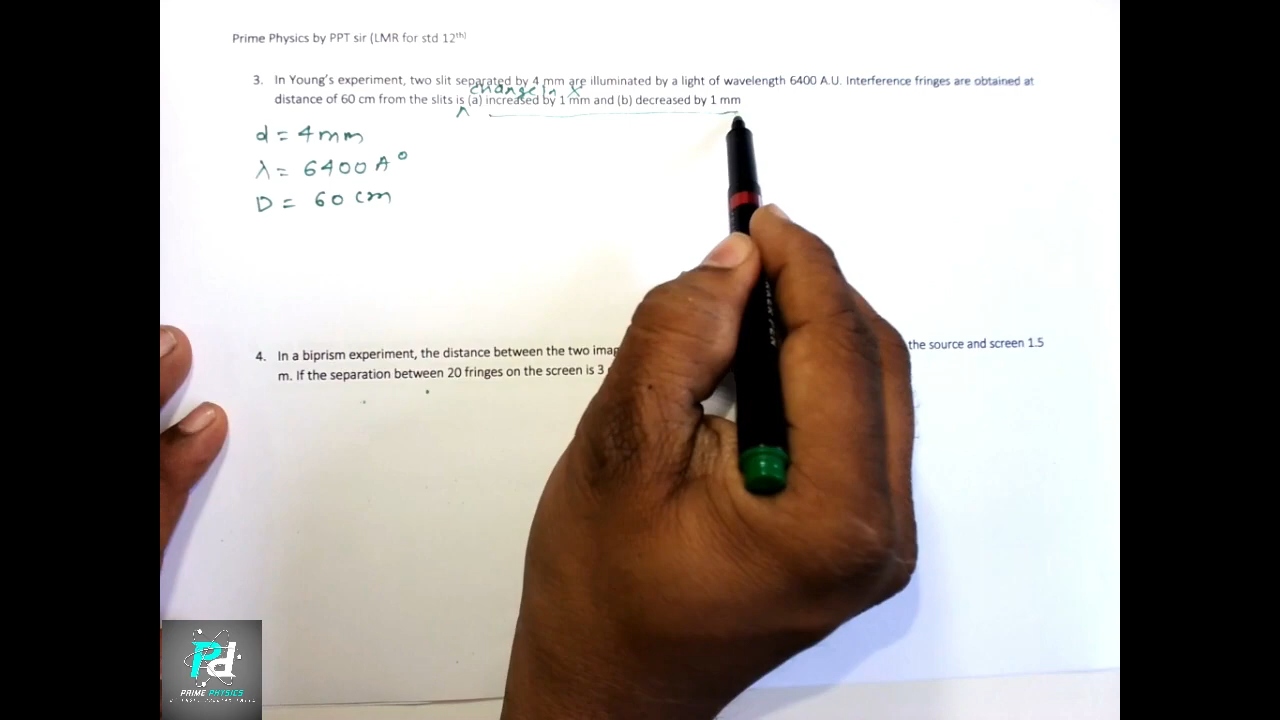 Prime Physics by PPT sir (LMR for std 12th)
3. In Young's experiment, two slit separated by 4 mm are illuminated by a light of wavelength 6400 A.U. Interference fringes are obtained at
change in X
distance of 60 cm from the slits is (a) increased by 1 mm and (b) decreased by 1 mm
d = 4mm
λ = 6400 A°
D = 60 cm
4. In a biprism experiment, the distance between the two the source and screen 1.5
m. If the separation between 20 fringes on the screen is 3
Pd
PRIME PHYSICS